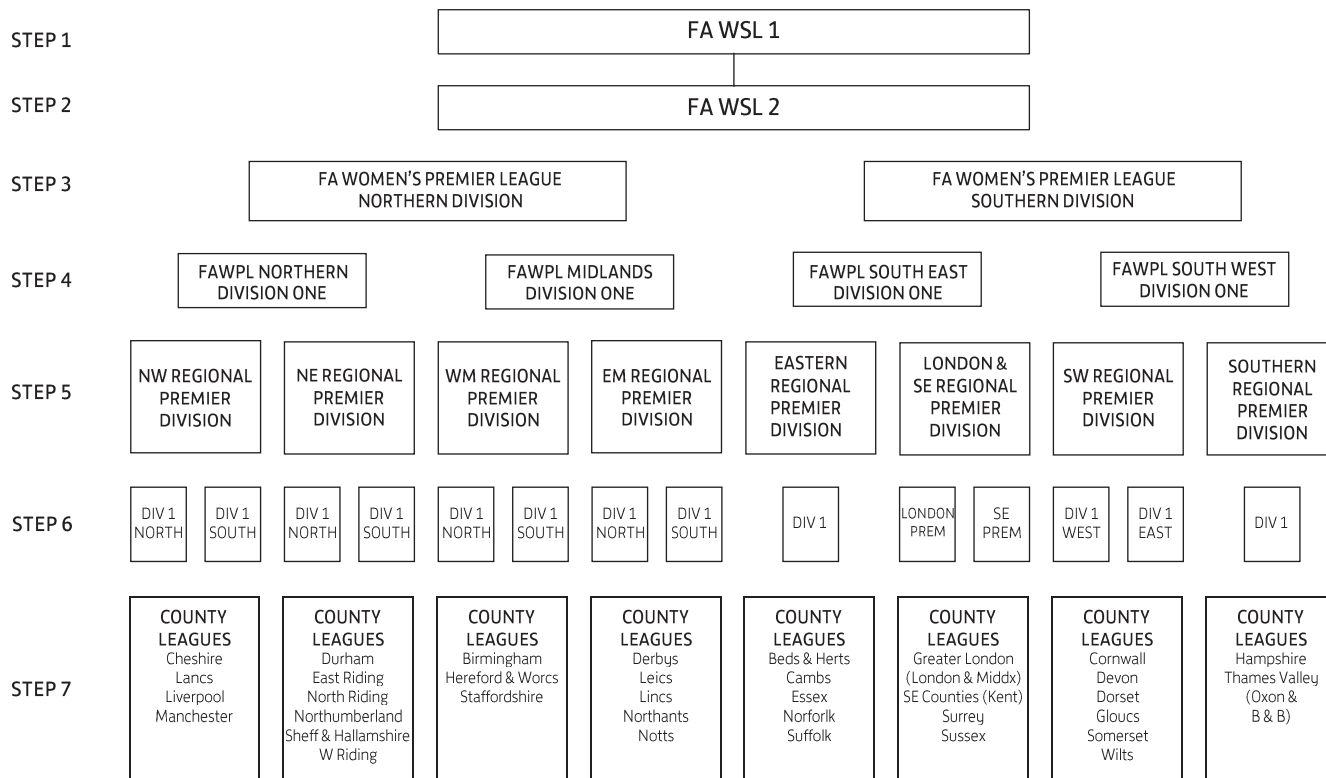 STEP 1
FA WSL 1
STEP 2
FA WSL 2
STEP 3
FA WOMEN'S PREMIER LEAGUE
NORTHERN DIVISION
FA WOMEN'S PREMIER LEAGUE
SOUTHERN DIVISION
STEP 4
FAWPL NORTHERN
DIVISION ONE
FAWPL MIDLANDS
DIVISION ONE
FAWPL SOUTH EAST
DIVISION ONE
FAWPL SOUTH WEST
DIVISION ONE
STEP 5
NW REGIONAL
PREMIER
DIVISION
NE REGIONAL
PREMIER
DIVISION
WM REGIONAL
PREMIER
DIVISION
EM REGIONAL
PREMIER
DIVISION
EASTERN
REGIONAL
PREMIER
DIVISION
LONDON &
SE REGIONAL
PREMIER
DIVISION
SW REGIONAL
PREMIER
DIVISION
SOUTHERN
REGIONAL
PREMIER
DIVISION
STEP 6
DIV 1
NORTH
DIV 1
SOUTH
DIV 1
NORTH
DIV 1
SOUTH
DIV 1
NORTH
DIV 1
SOUTH
DIV 1
NORTH
DIV 1
SOUTH
DIV 1
LONDON
PREM
SE
PREM
DIV 1
WEST
DIV 1
EAST
DIV 1
STEP 7
COUNTY
LEAGUES
Cheshire
Lancs
Liverpool
Manchester
COUNTY
LEAGUES
Durham
East Riding
North Riding
Northumberland
Sheff & Hallamshire
W Riding
COUNTY
LEAGUES
Birmingham
Hereford & Worcs
Staffordshire
COUNTY
LEAGUES
Derbys
Leics
Lincs
Northants
Notts
COUNTY
LEAGUES
Beds & Herts
Cambs
Essex
Norforlk
Suffolk
COUNTY
LEAGUES
Greater London
(London & Middx)
SE Counties (Kent)
Surrey
Sussex
COUNTY
LEAGUES
Cornwall
Devon
Dorset
Gloucs
Somerset
Wilts
COUNTY
LEAGUES
Hampshire
Thames Valley
(Oxon &
B & B)